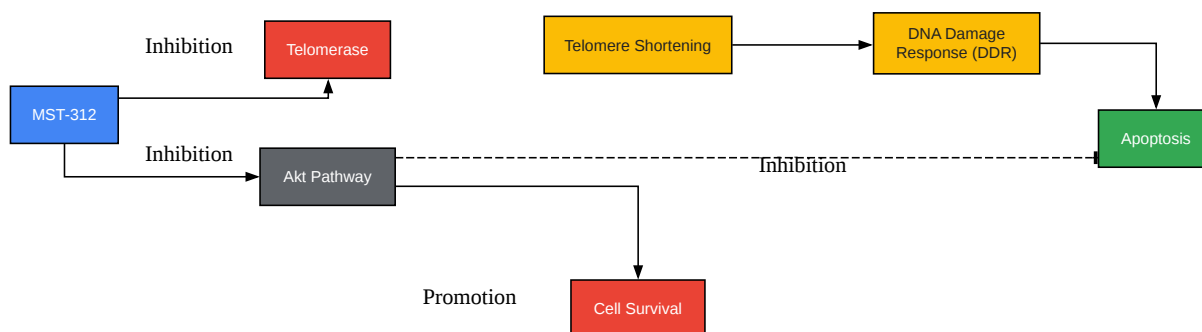 Inhibition
Telomerase
Telomere Shortening
DNA Damage
Response (DDR)
MST-312
Inhibition
Akt Pathway
Inhibition
Apoptosis
Promotion
Cell Survival